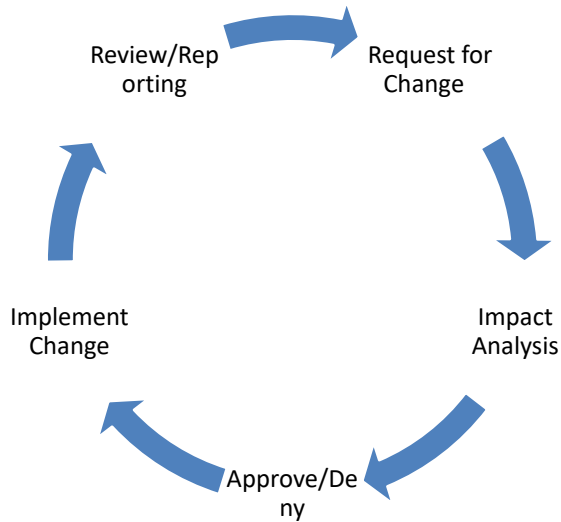 Review/Rep
orting
Request for
Change
Impact
Analysis
Approve/De
ny
Implement
Change